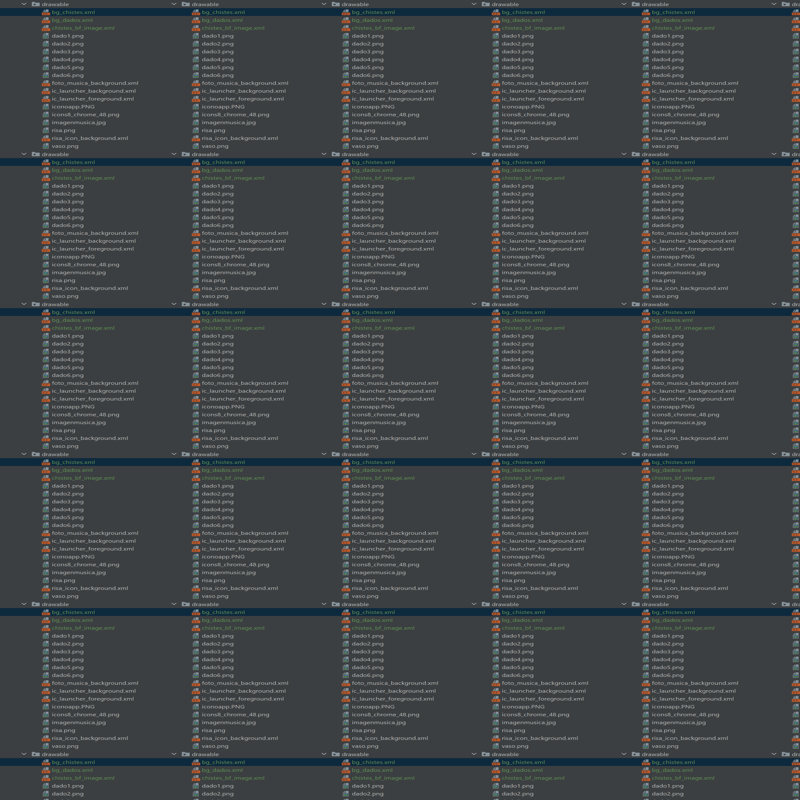 drawable
bg_chistes.xml
bg_dados.xml
chistes_bf_image.xml
dado1.png
dado2.png
dado3.png
dado4.png
dado5.png
dado6.png
foto_musica_background.xml
ic_launcher_background.xml
ic_launcher_foreground.xml
iconoapp.PNG
icons8_chrome_48.png
imagenmusica.jpg
risa.png
risa_icon_background.xml
vaso.png